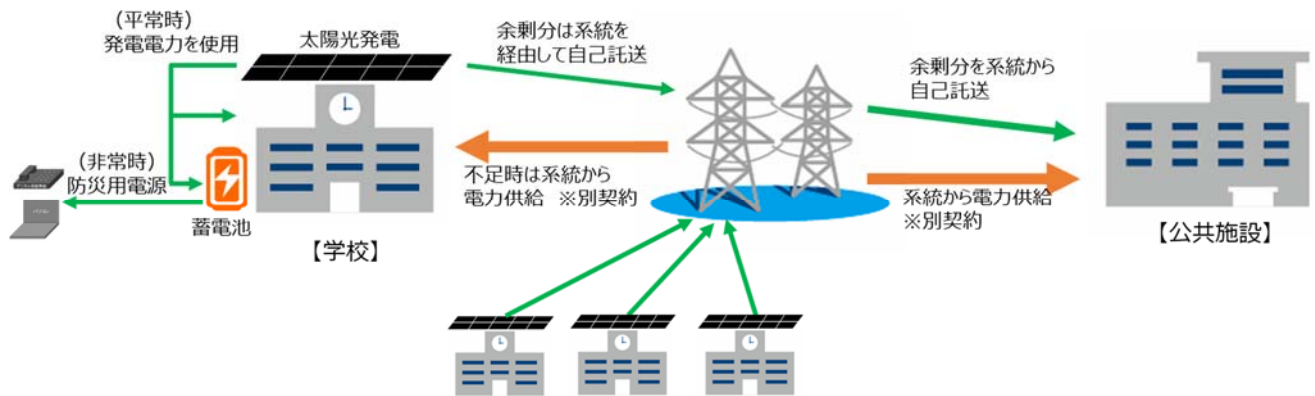 （平常時）
発電電力を使用
太陽光発電
余剰分は系統を
経由して自己託送
余剰分を系統から
自己託送
（非常時）
防災用電源
蓄電池
【学校】
不足時は系統から
電力供給　※別契約
系統から電力供給
※別契約
【公共施設】